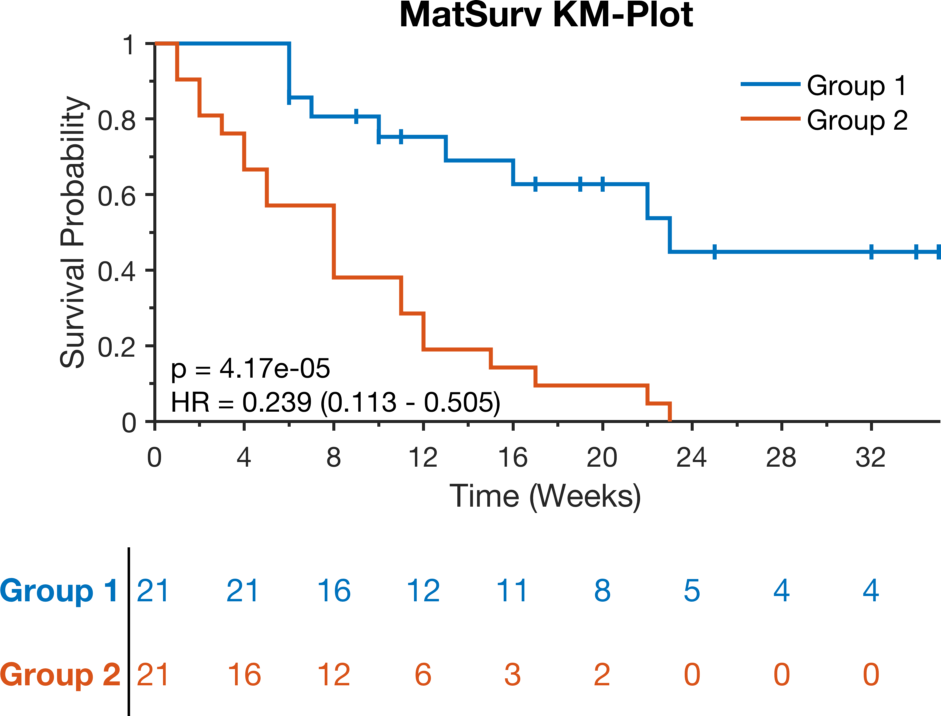 MatSurv KM-Plot
Group 1
Group 2
Survival Probability
1
0.8
0.6
0.4
0.2
0
p = 4.17e-05
HR = 0.239 (0.113 - 0.505)
0 4 8 12 16 20 24 28 32
Time (Weeks)
Group 1 21 21 16 12 11 8 5 4 4
Group 2 21 16 12 6 3 2 0 0 0